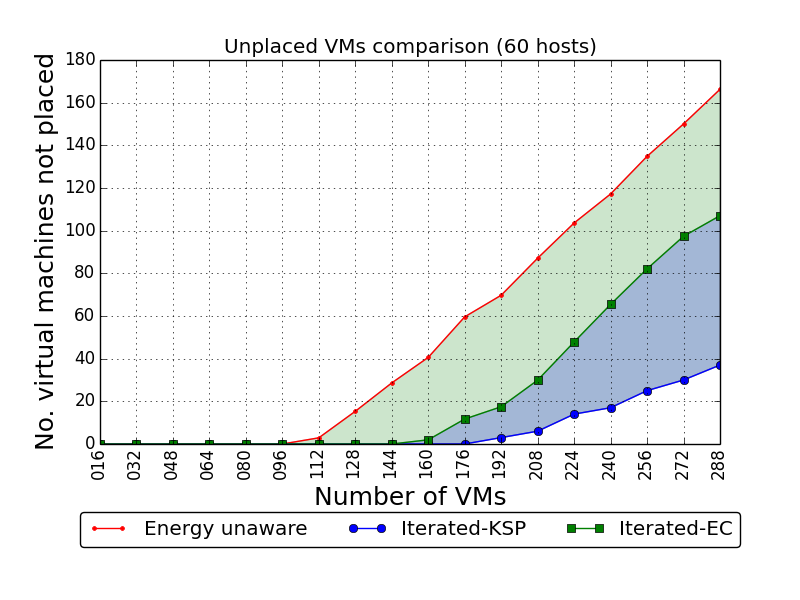 Unplaced VMs comparison (60 hosts)
No. virtual machines not placed
180
160
140
120
100
80
60
40
20
0
016 032 048 064 080 096 112 128 144 160 176 192 208 224 240 256 272 288
Number of VMs
Energy unaware Iterated-KSP Iterated-EC